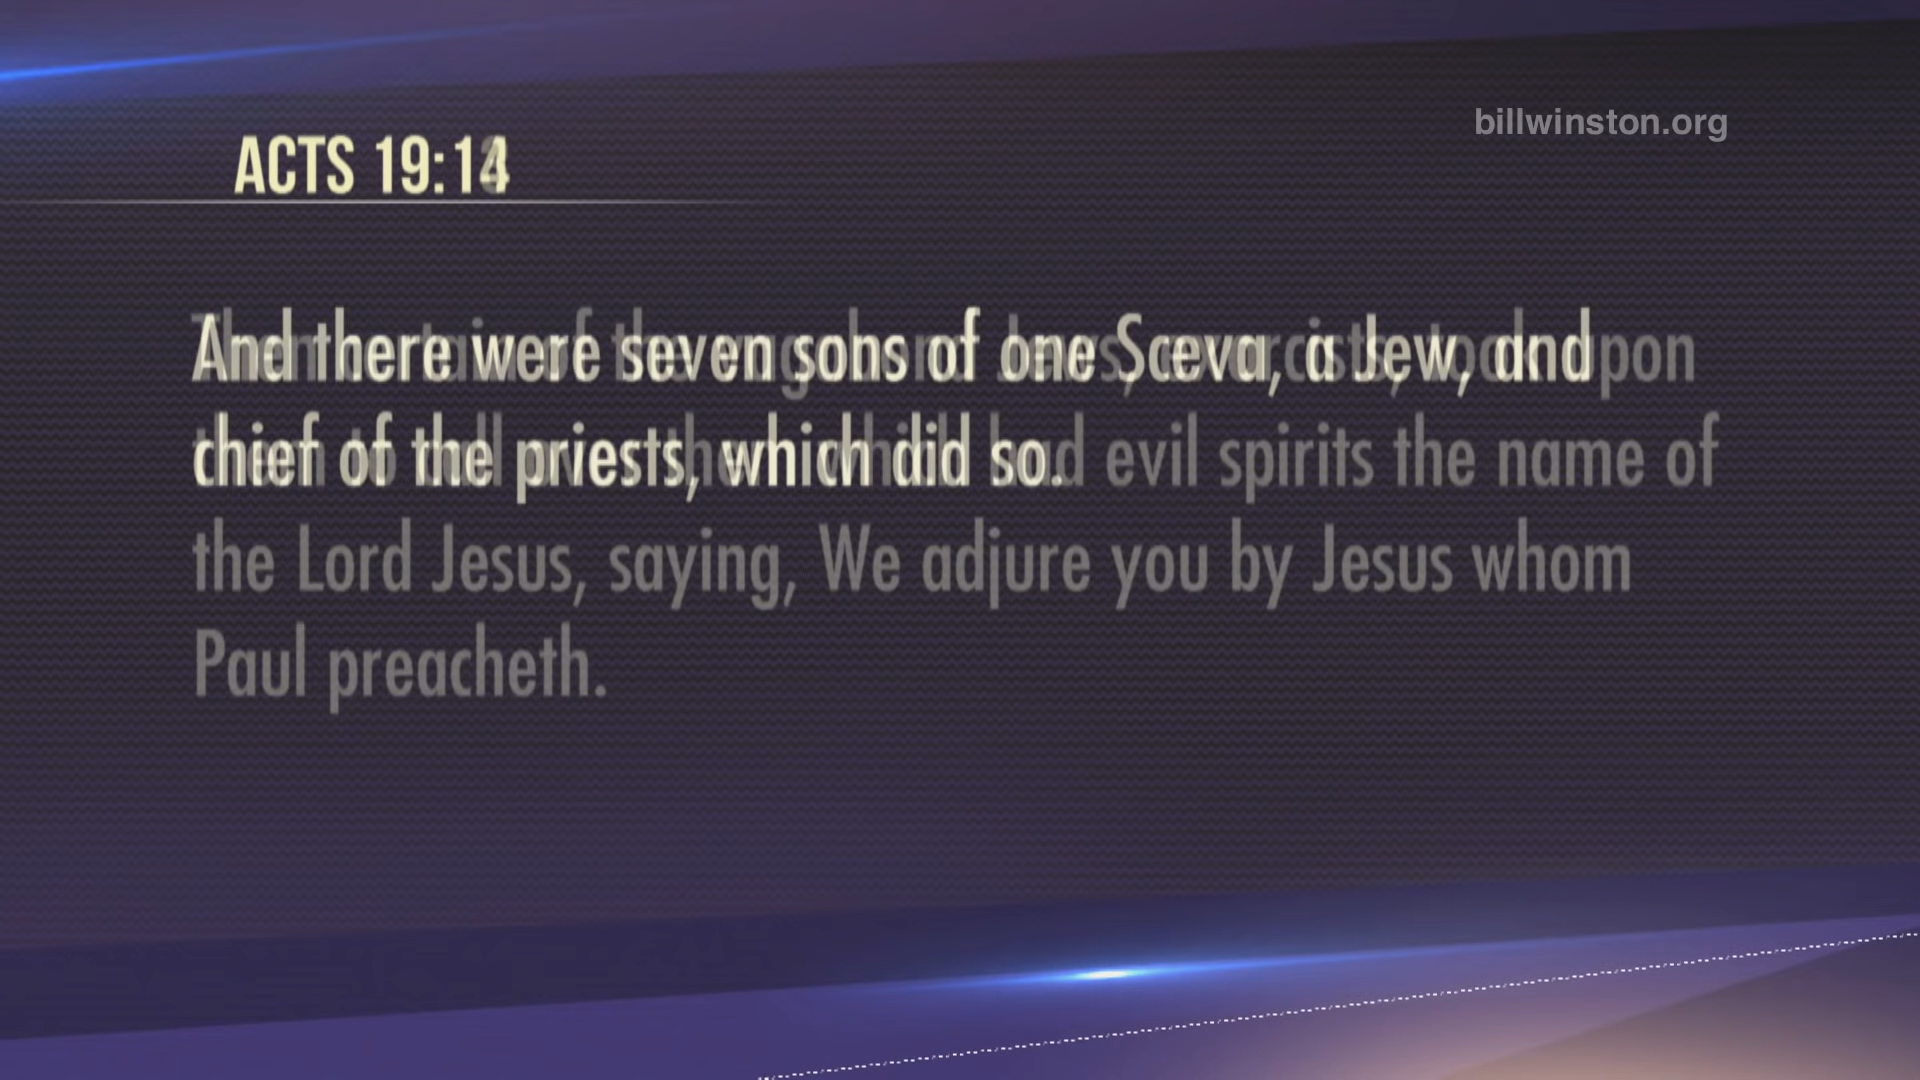 billwinston.org
ACTS 19:14
And there were seven sons of one Sceva, a Jew, and upon
chief of the priests, which did so. evil spirits the name of
the Lord Jesus, saying, We adjure you by Jesus whom
Paul preacheth.